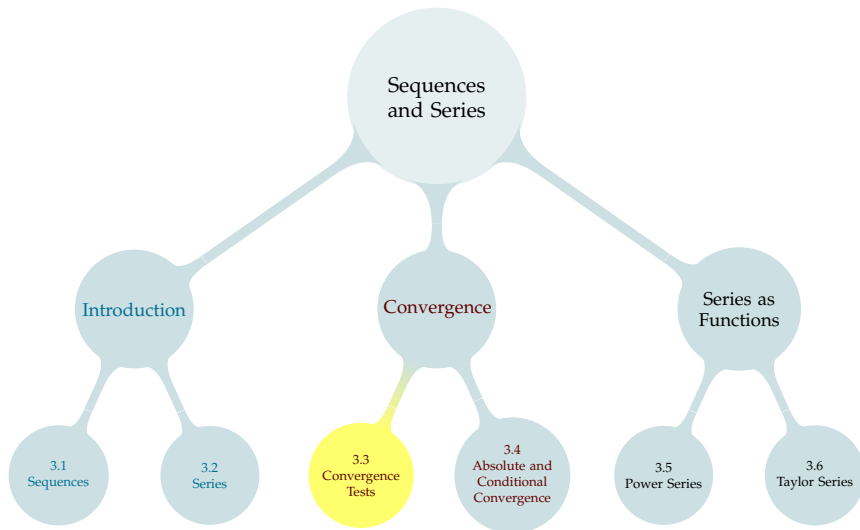 Sequences
and Series
Introduction
Convergence
Series as
Functions
3.1
Sequences
3.2
Series
3.3
Convergence
Tests
3.4
Absolute and
Conditional
Convergence
3.5
Power Series
3.6
Taylor Series